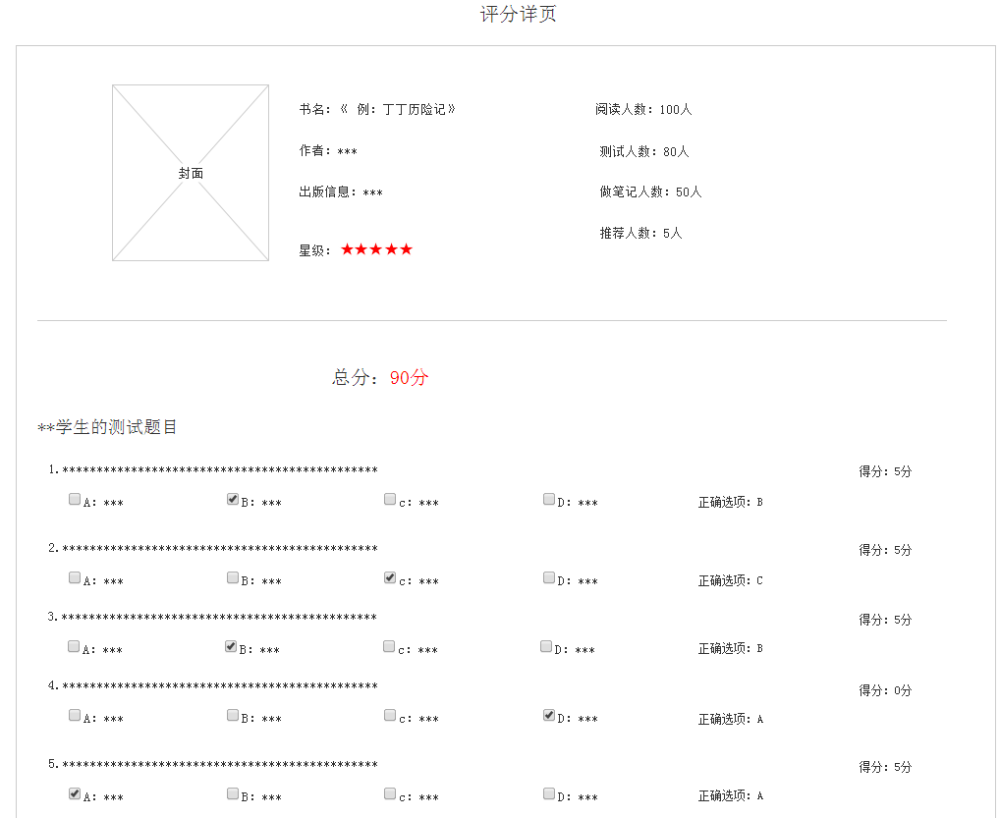 评分详页
封面
书名：《 例：丁丁历险记》
作者：***
出版信息：***
星级：★★★★★
阅读人数：100人
测试人数：80人
做笔记人数：50人
推荐人数：5人
总分：90分
**学生的测试题目
1.**********************************************
得分：5分
A：*** B：*** c：*** D：*** 正确选项：B
2.**********************************************
得分：5分
A：*** B：*** c：*** D：*** 正确选项：C
3.**********************************************
得分：5分
A：*** B：*** c：*** D：*** 正确选项：B
4.**********************************************
得分：0分
A：*** B：*** c：*** D：*** 正确选项：A
5.**********************************************
得分：5分
A：*** B：*** c：*** D：*** 正确选项：A